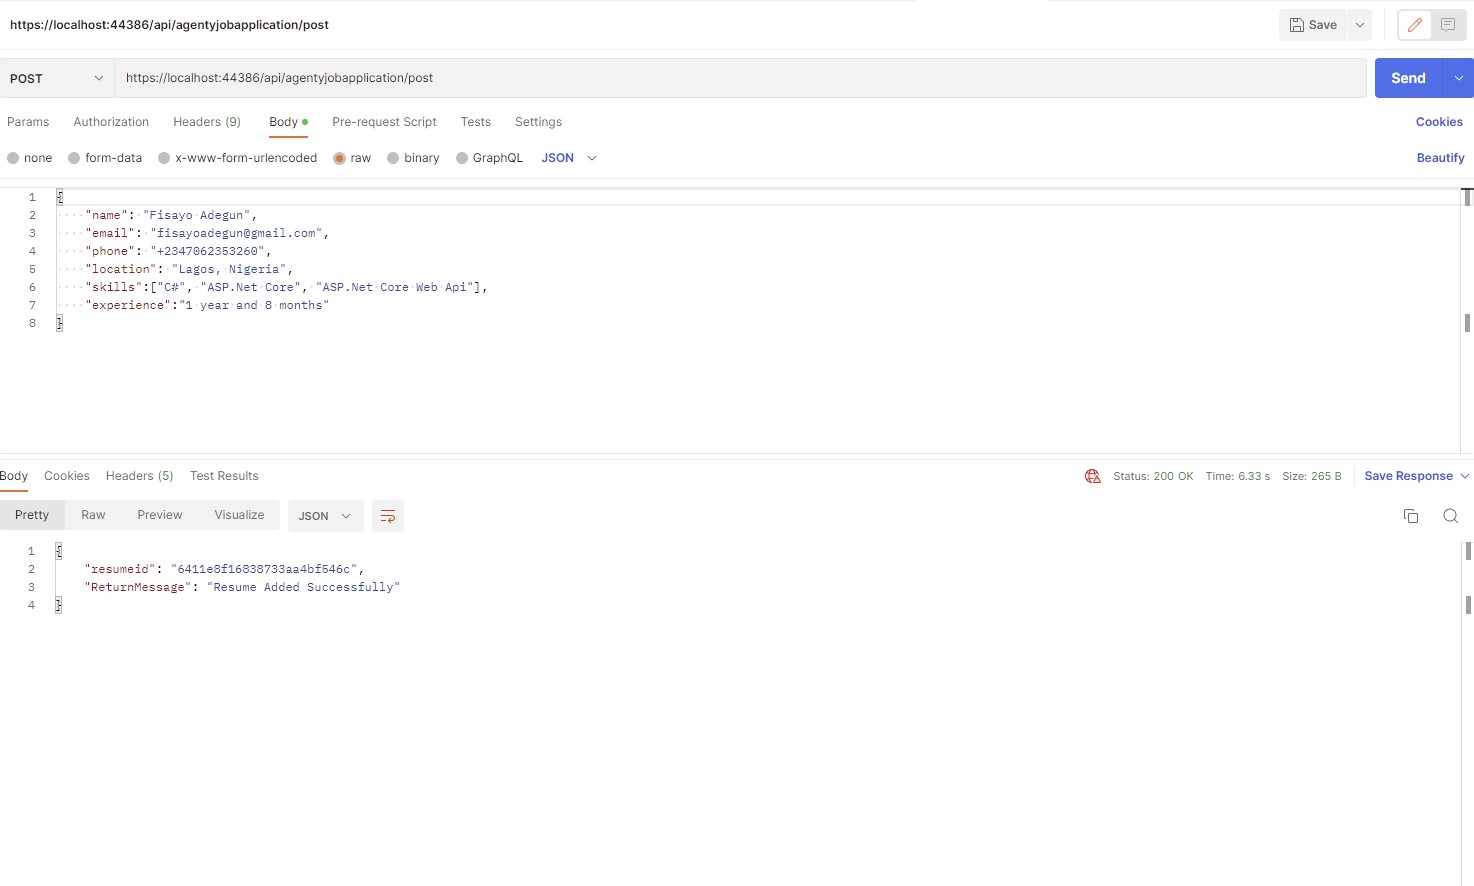 https://localhost:44386/api/agentyjobapplication/post Save
POST https://localhost:44386/api/agentyjobapplication/post Send
Params Authorization Headers (9) Body Pre-request Script Tests Settings Cookies
none form-data x-www-form-urlencoded raw binary GraphQL JSON Beautify
1 {
2 "name": "Fisayo Adegun",
3 "email": "fisayoadegun@gmail.com",
4 "phone": "+2347062353260",
5 "location": "Lagos, Nigeria",
6 "skills":["C#", "ASP.Net Core", "ASP.Net Core Web Api"],
7 "experience":"1 year and 8 months"
8 }
Body Cookies Headers (5) Test Results Status: 200 OK Time: 6.33 s Size: 265 B Save Response
Pretty Raw Preview Visualize JSON
1 {
2 "resumeid": "6411e8f16838733aa4bf546c",
3 "ReturnMessage": "Resume Added Successfully"
4 }